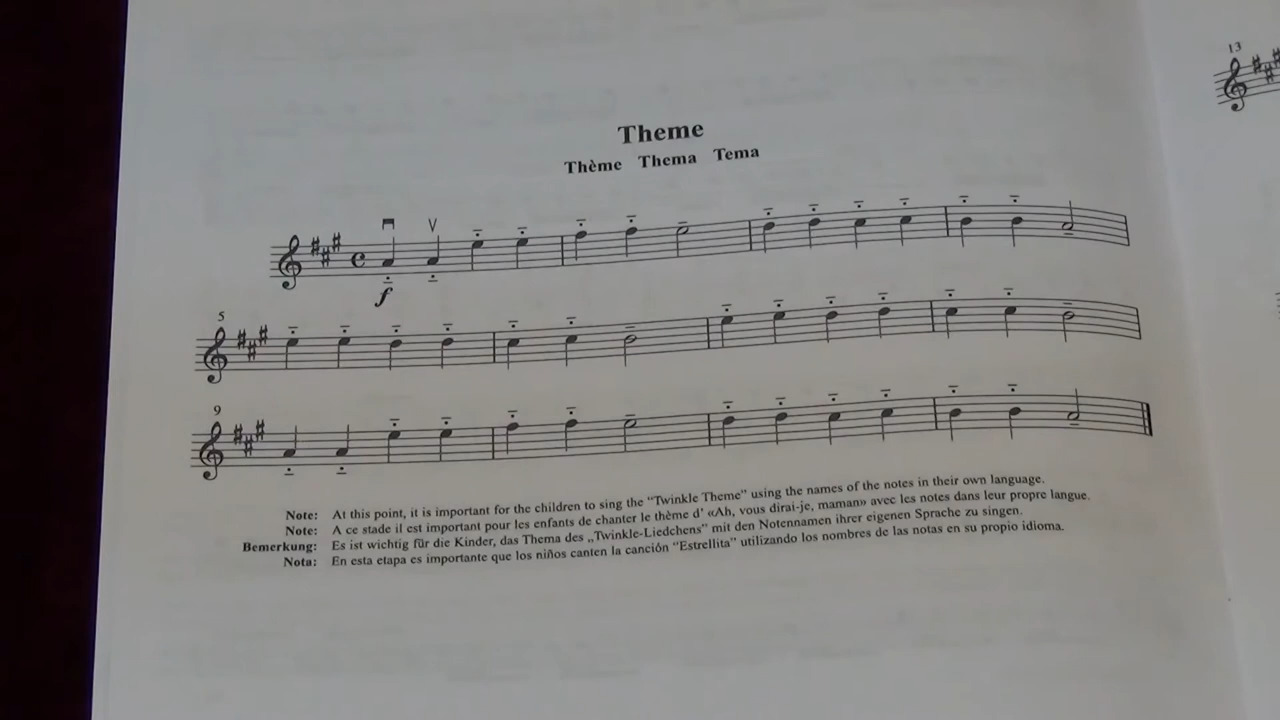 Theme
Thème Thema Tema
f
5
9
13
Note: At this point, it is important for the children to sing the “Twinkle Theme” using the names of the notes in their own language.
Note: A ce stade il est important pour les enfants de chanter le thème d’ «Ah, vous dirai-je, maman» avec les notes dans leur propre langue.
Bemerkung: Es ist wichtig für die Kinder, das Thema des „Twinkle-Liedchens” mit den Notennamen ihrer eigenen Sprache zu singen.
Nota: En esta etapa es importante que los niños canten la canción “Estrellita” utilizando los nombres de las notas en su propio idioma.